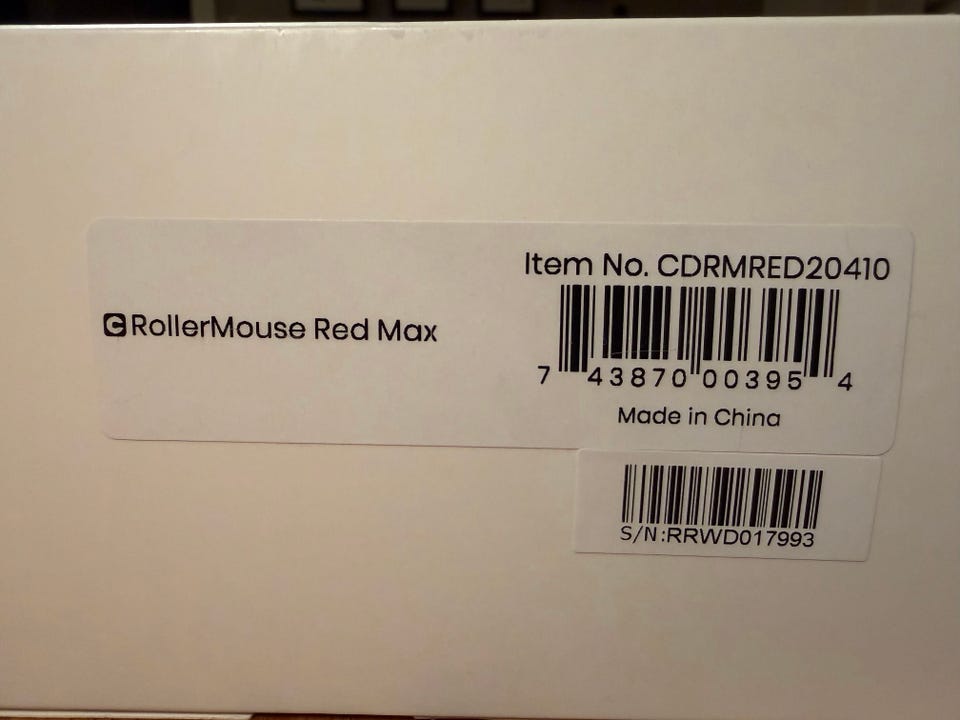 RollerMouse Red Max
Item No. CDRMRED20410
7 43870 00395 4
Made in China
S/N:RRWD017993